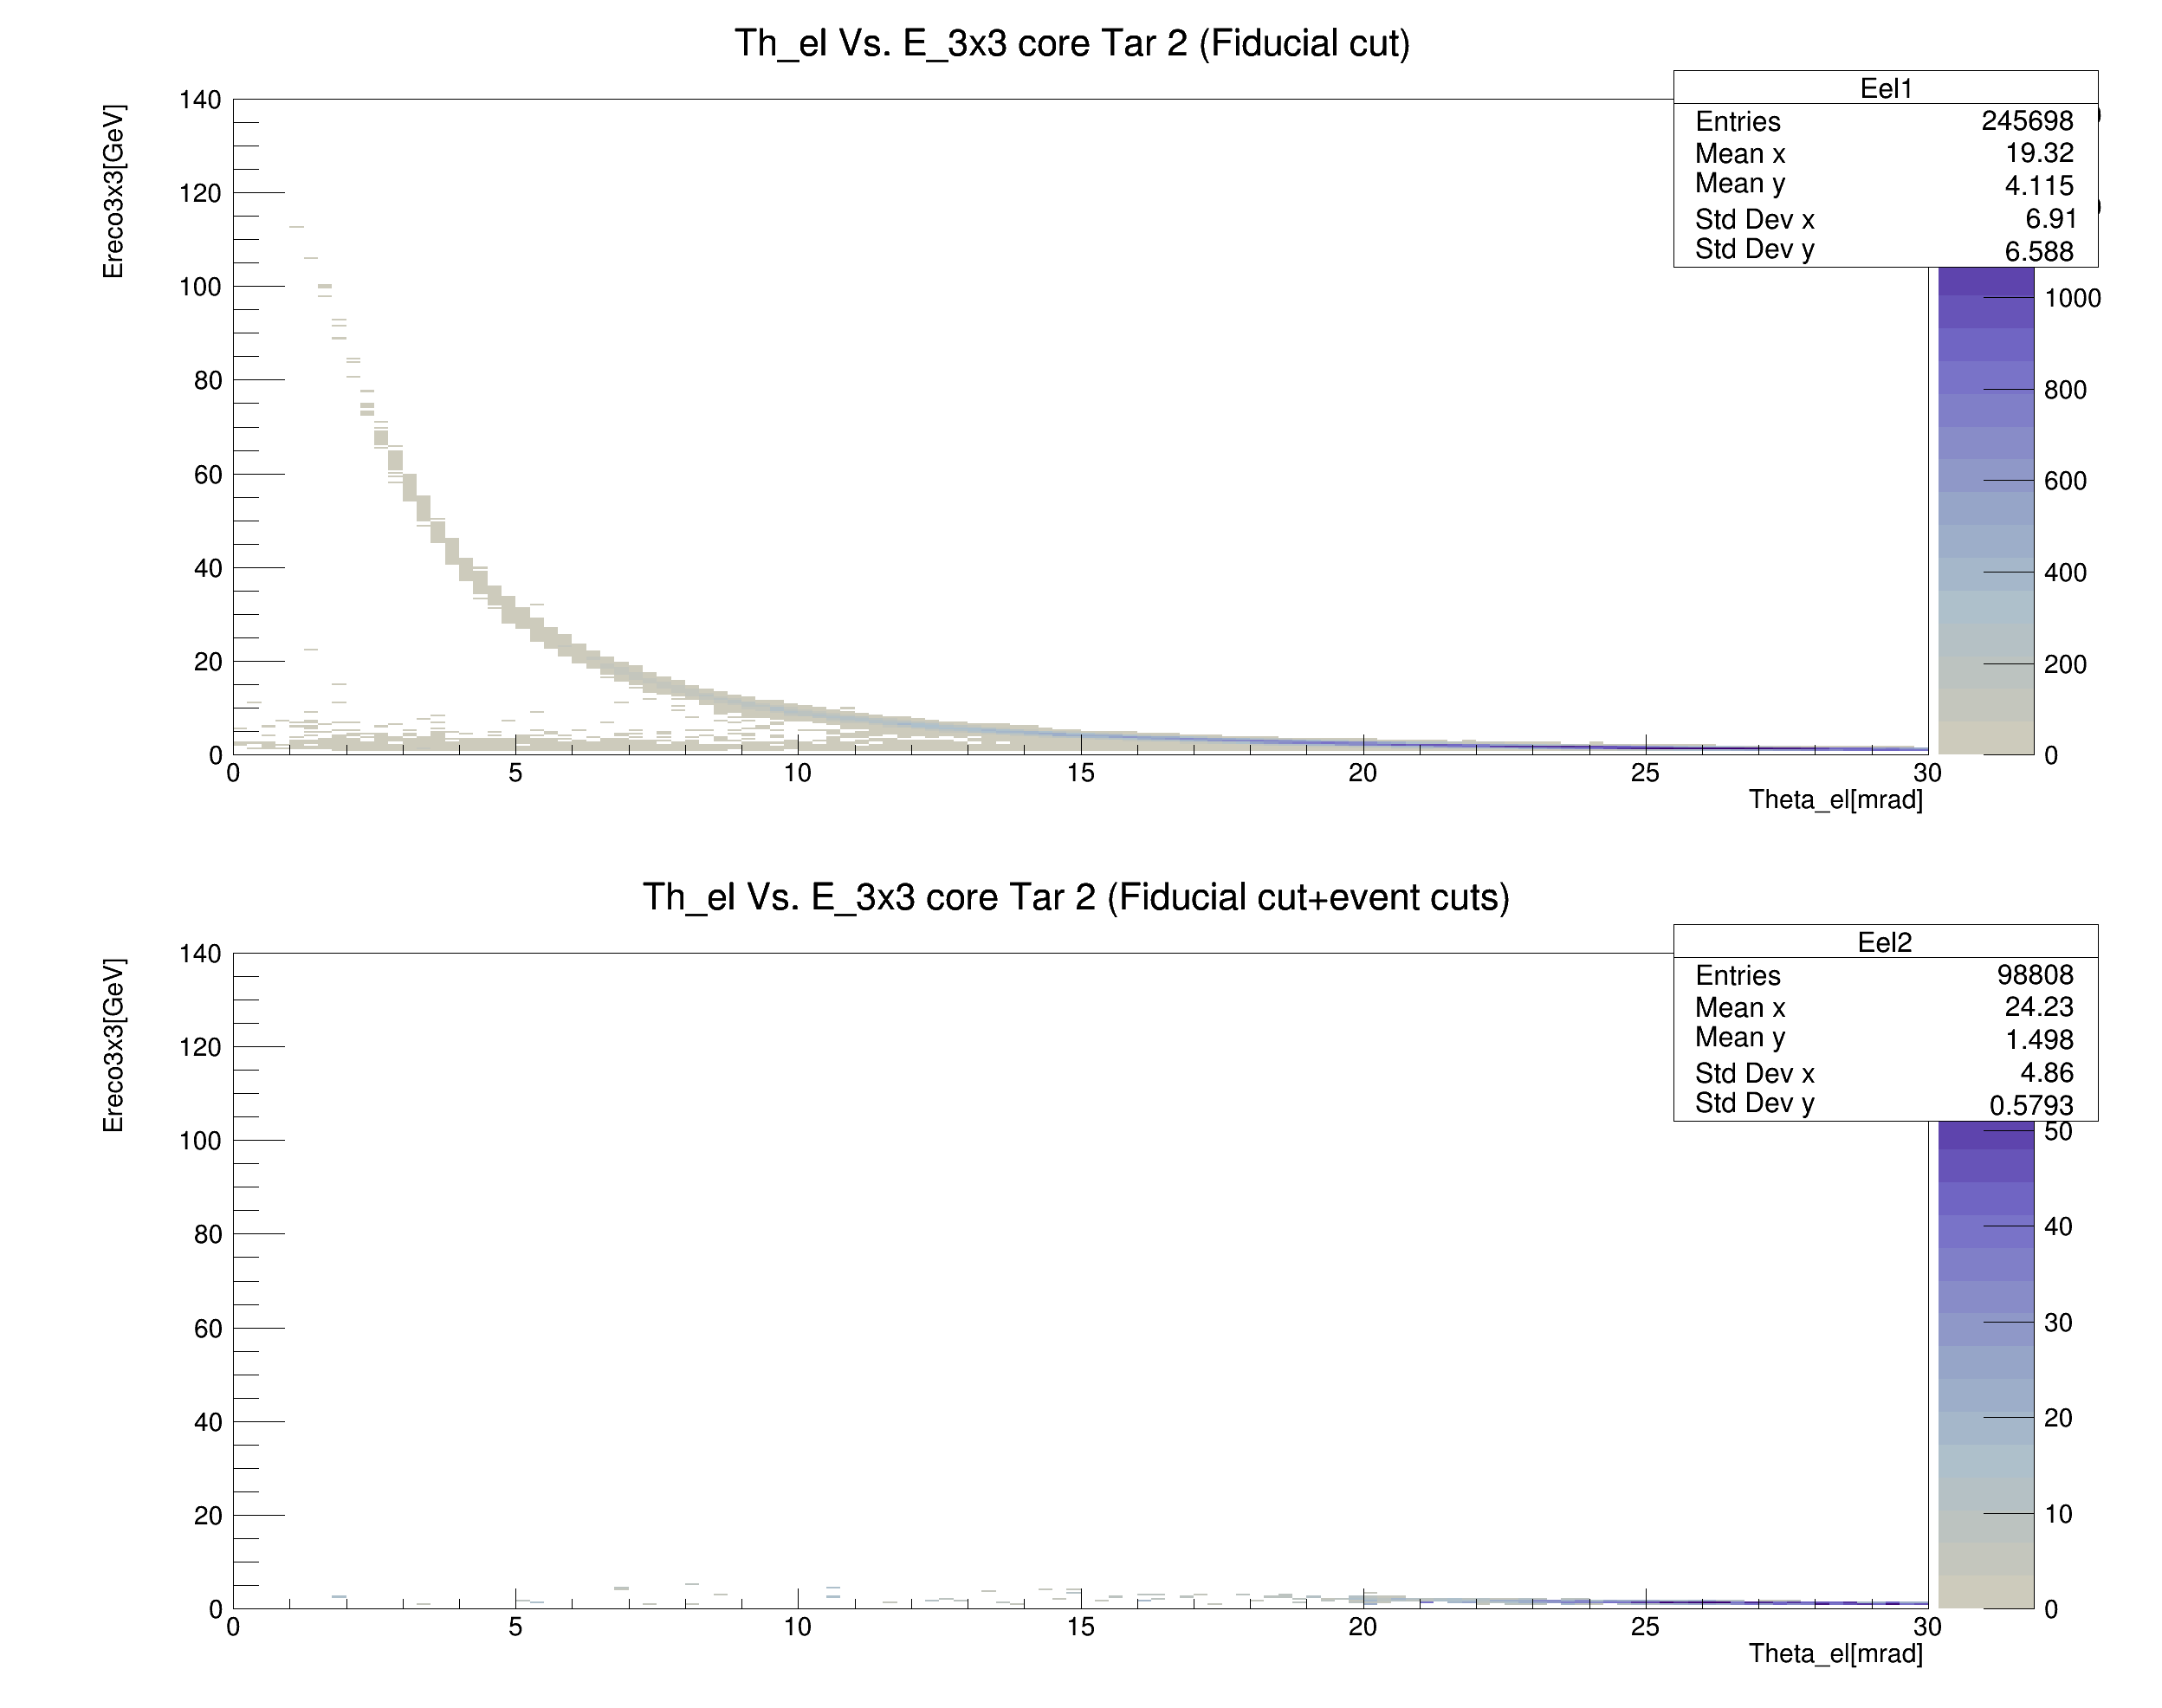 Th_el Vs. E_3x3 core Tar 2 (Fiducial cut)
Ereco3x3[GeV]
140
120
100
80
60
40
20
0
0 5 10 15 20 25 30
Theta_el[mrad]
Eel1
Entries 245698
Mean x 19.32
Mean y 4.115
Std Dev x 6.91
Std Dev y 6.588
1000
800
600
400
200
0
Th_el Vs. E_3x3 core Tar 2 (Fiducial cut+event cuts)
Ereco3x3[GeV]
140
120
100
80
60
40
20
0
0 5 10 15 20 25 30
Theta_el[mrad]
Eel2
Entries 98808
Mean x 24.23
Mean y 1.498
Std Dev x 4.86
Std Dev y 0.5793
50
40
30
20
10
0